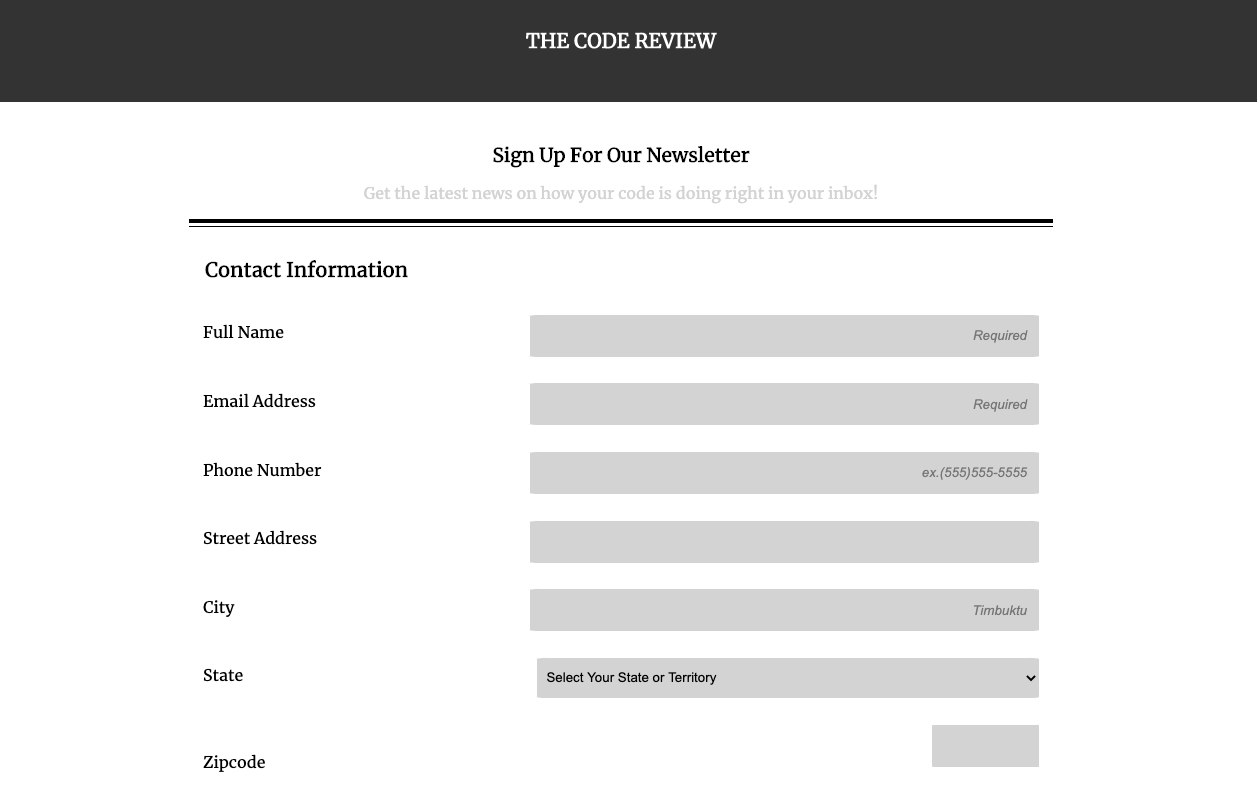 THE CODE REVIEW
Sign Up For Our Newsletter
Get the latest news on how your code is doing right in your inbox!
Contact Information
Full Name
Required
Email Address
Required
Phone Number
ex.(555)555-5555
Street Address
City
Timbuktu
State
Select Your State or Territory
Zipcode